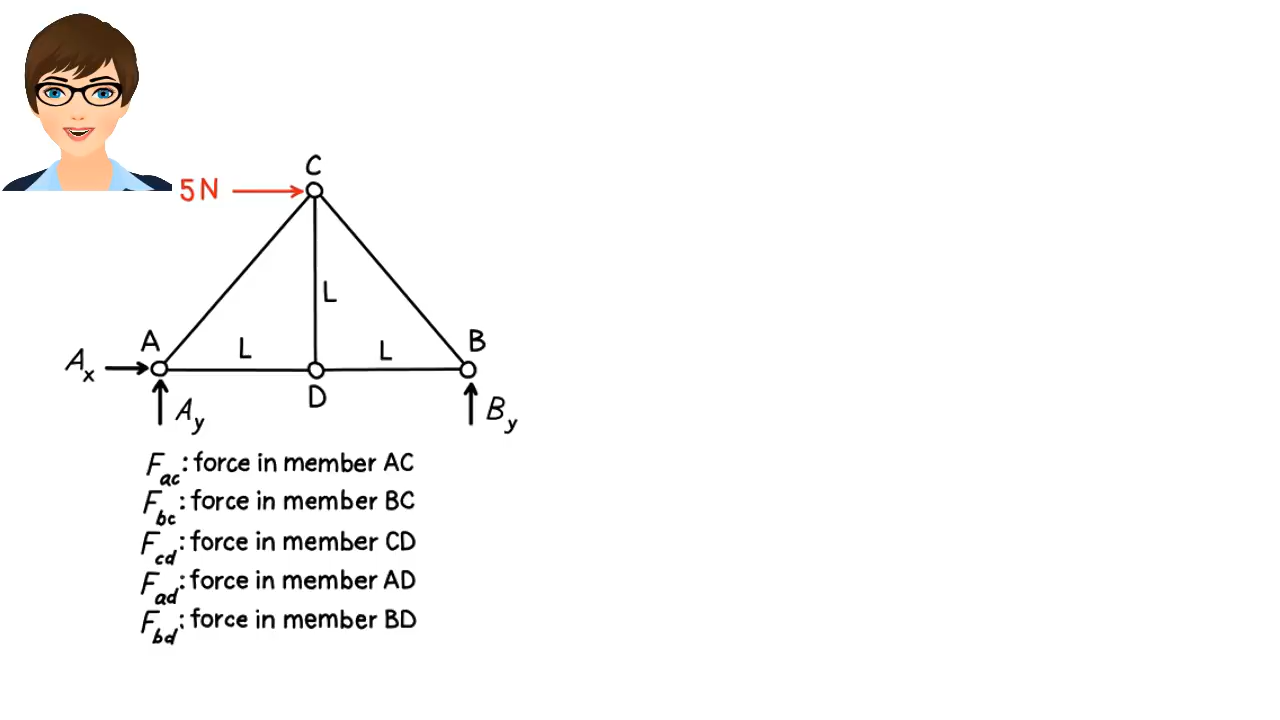 C
5N
L
A
B
L
L
Ax
D
Ay
By
Fac: force in member AC
Fbc: force in member BC
Fcd: force in member CD
Fad: force in member AD
Fbd: force in member BD